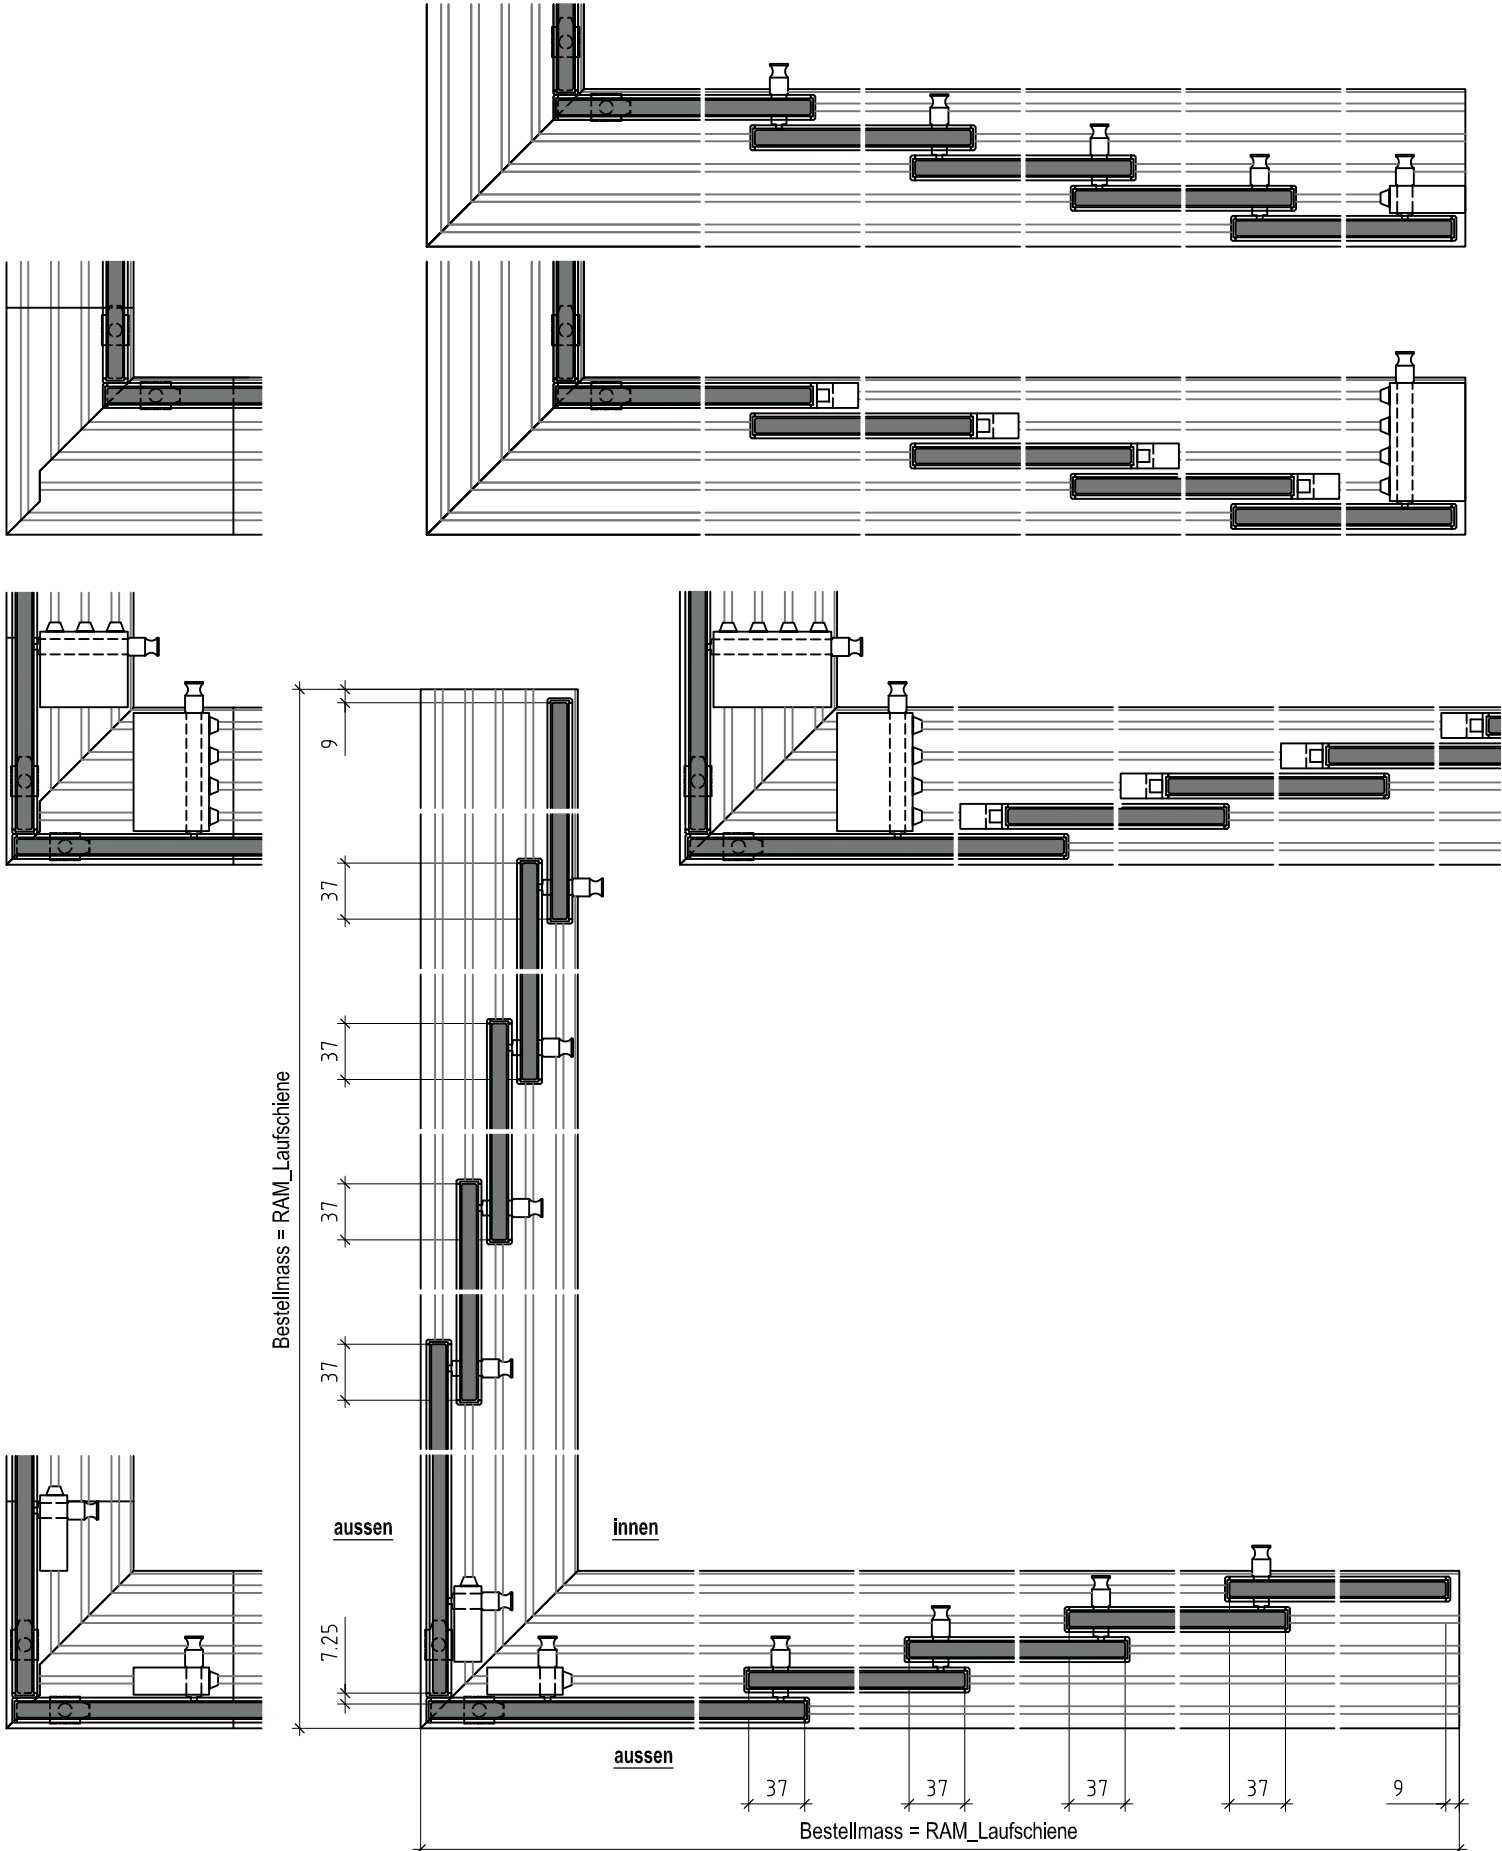 9
37
37
37
37
Bestellmass = RAM_Laufschiene
aussen
innen
7.25
aussen
37
37
37
37
9
Bestellmass = RAM_Laufschiene